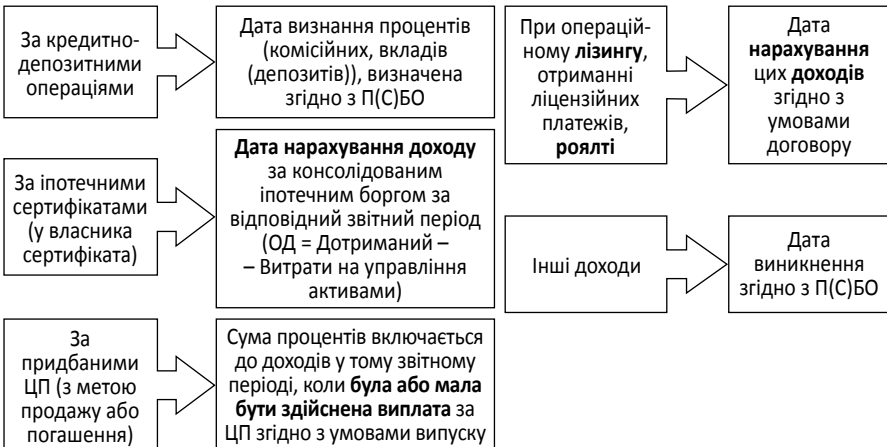 За кредитно-
депозитними
операціями
Дата визнання процентів
(комісійних, вкладів
(депозитів)), визначена
згідно з П(С)БО
При операцій-
ному лізингу,
отриманні
ліцензійних
платежів,
роялті
Дата
нарахування
цих доходів
згідно з
умовами
договору
За іпотечними
сертифікатами
(у власника
сертифіката)
Дата нарахування доходу
за консолідованим
іпотечним боргом за
відповідний звітний період
(ОД = Дотриманий –
– Витрати на управління
активами)
Інші доходи
Дата
виникнення
згідно з П(С)БО
За
придбаними
ЦП (з метою
продажу або
погашення)
Сума процентів включається
до доходів у тому звітному
періоді, коли була або мала
бути здійснена виплата за
ЦП згідно з умовами випуску